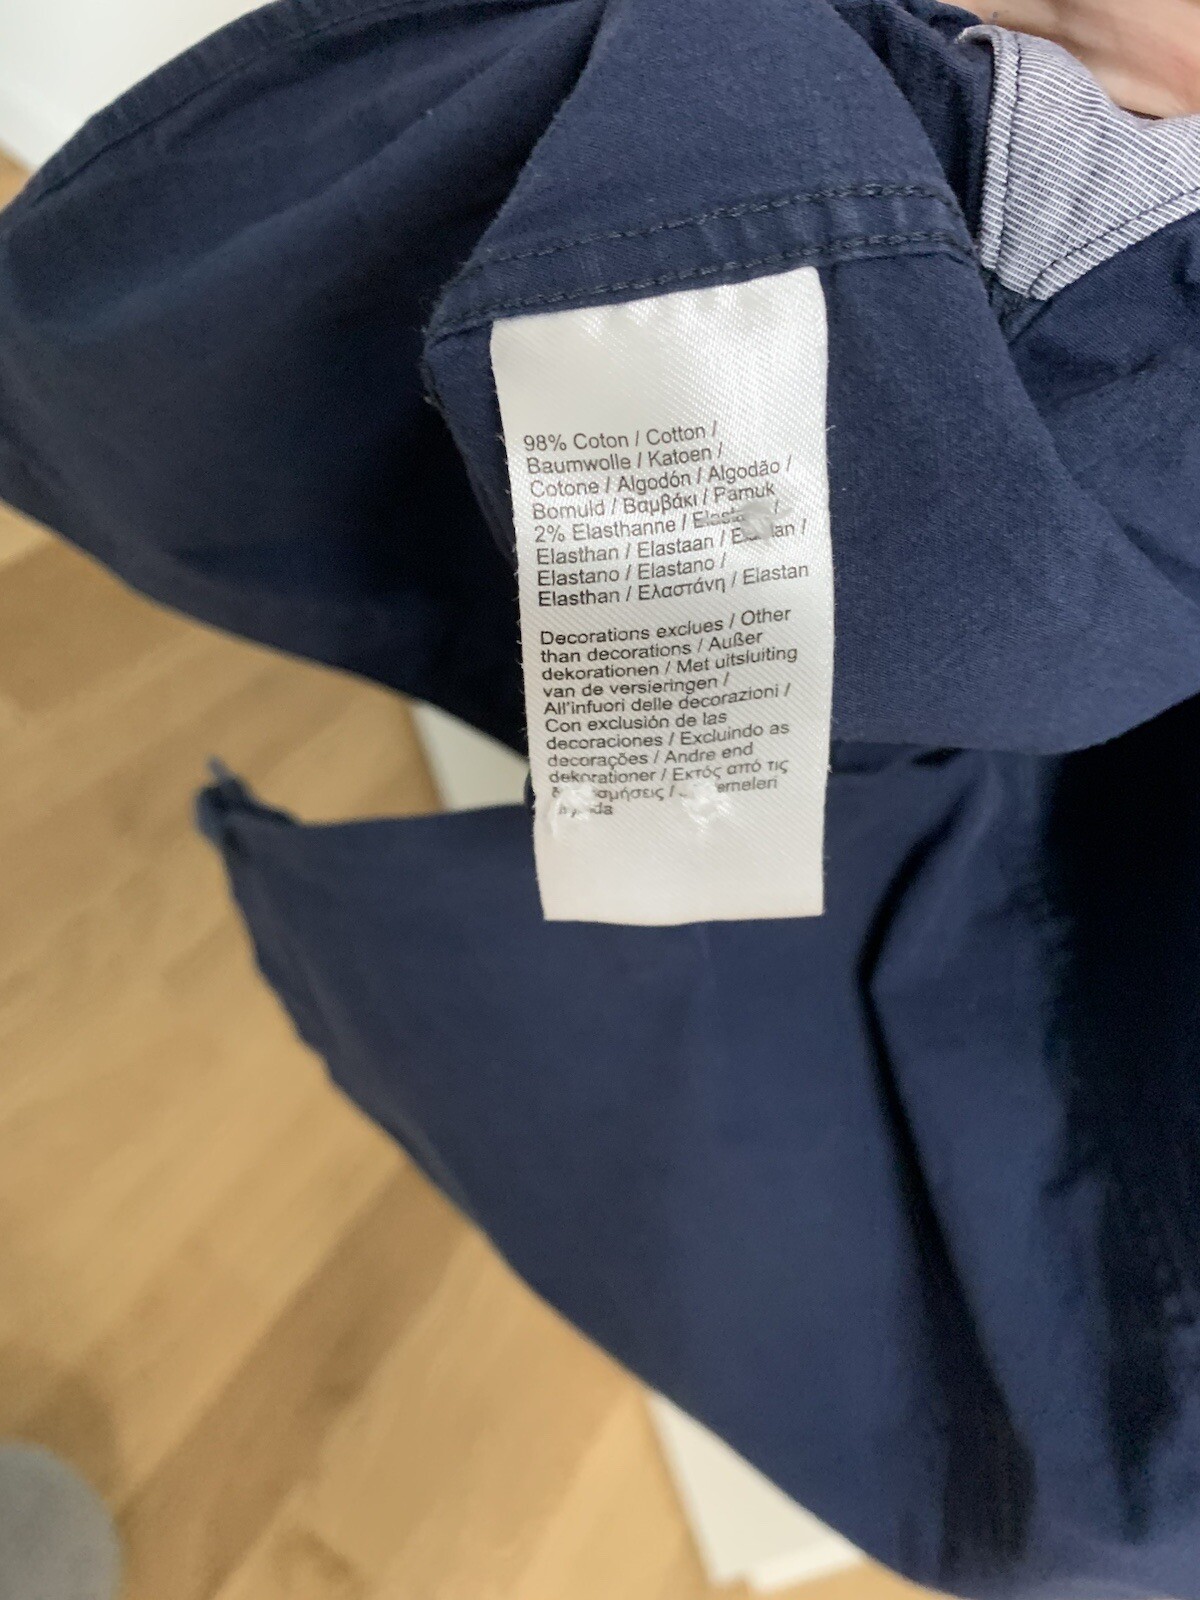 98% Coton / Cotton /
Baumwolle / Katoen /
Cotone / Algodón / Algodão /
Bomuld / Βαμβάκι / Pamuk
2% Elasthanne /
Elasthan / Elastaan /
Elastano / Elastano /
Elasthan / Ελαστάνη / Elastan
Decorations exclues / Other
than decorations / Außer
dekorationen / Met uitsluiting
van de versieringen /
All'infuori delle decorazioni /
Con exclusión de las
decoraciones / Excluindo as
decorações / Andre end
dekorationer / Εκτός από τις